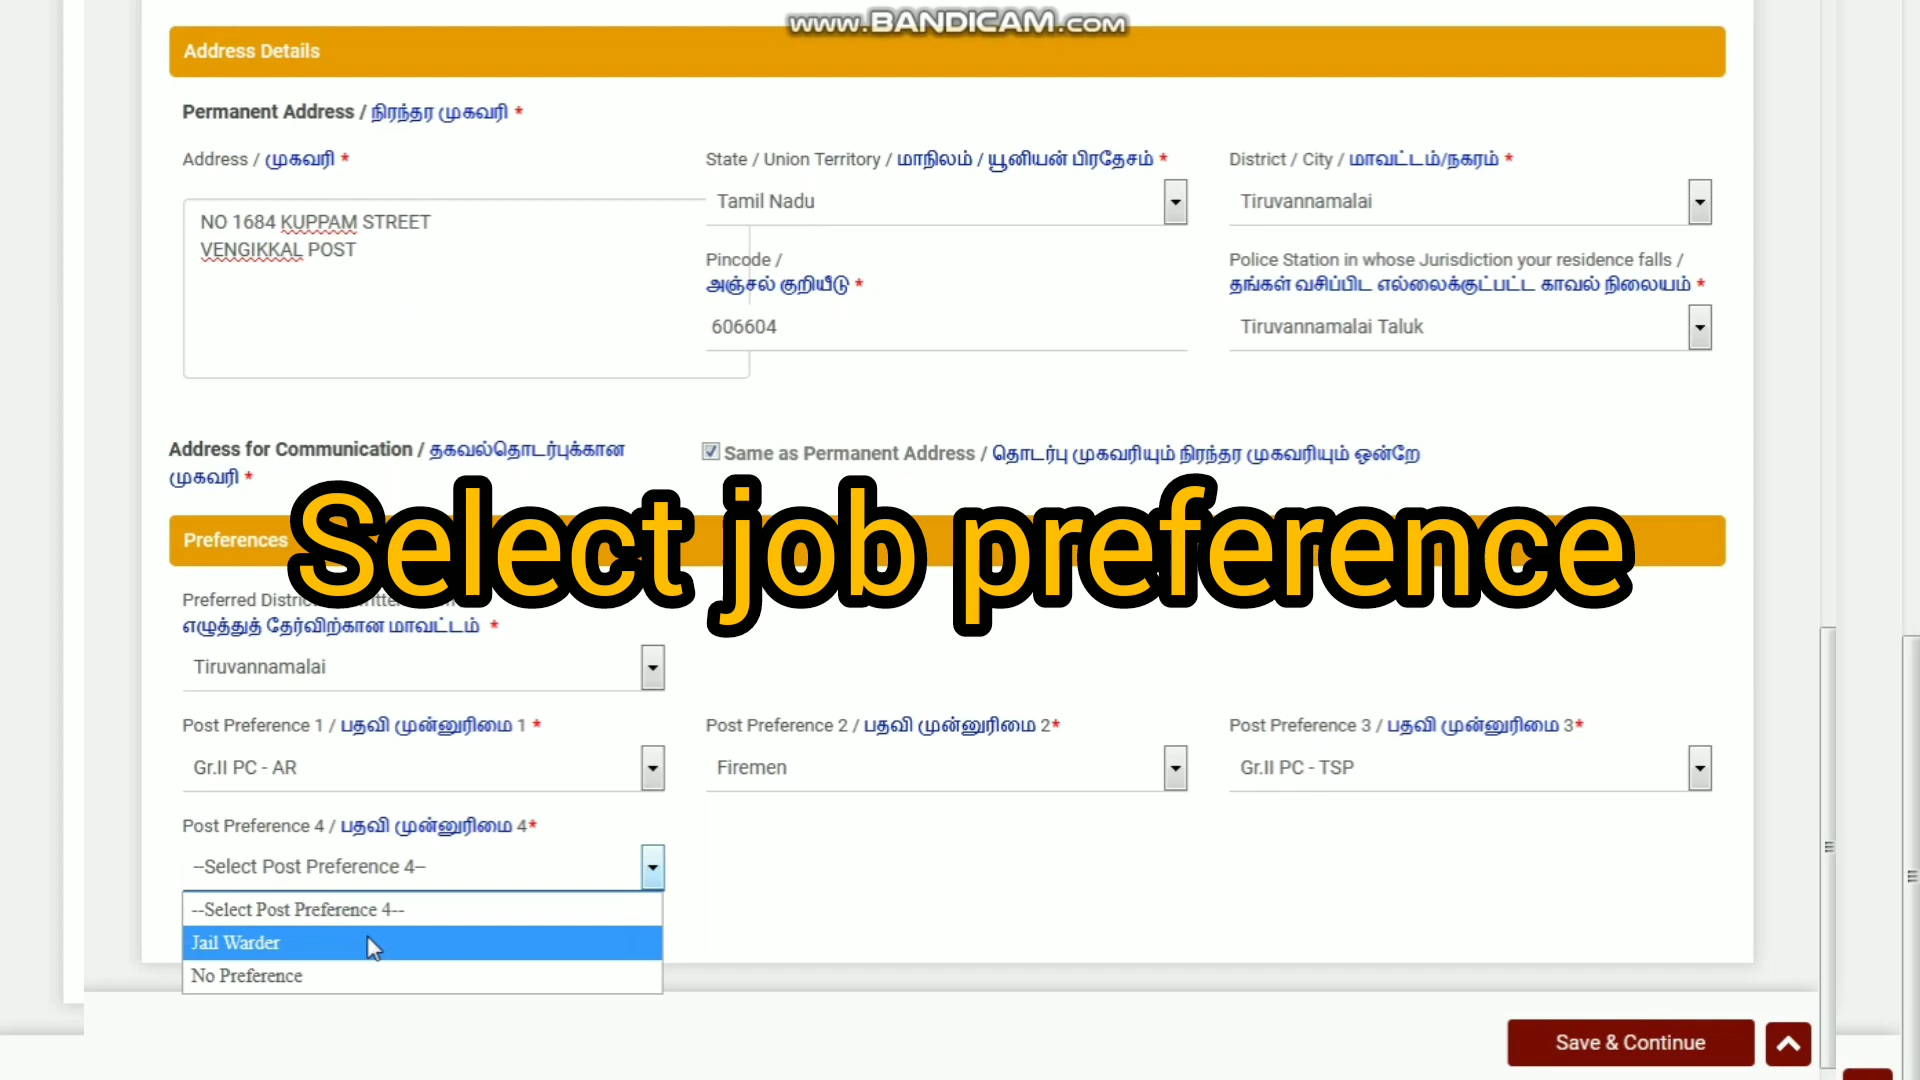 www.BANDICAM.com
Address Details
Permanent Address / நிரந்தர முகவரி *
Address / முகவரி *
State / Union Territory / மாநிலம் / யூனியன் பிரதேசம் *
District / City / மாவட்டம்/நகரம் *
NO 1684 KUPPAM STREET
VENGIKKAL POST
Tamil Nadu
Tiruvannamalai
Pincode /
அஞ்சல் குறியீடு *
Police Station in whose Jurisdiction your residence falls /
தங்கள் வசிப்பிட எல்லைக்குட்பட்ட காவல் நிலையம் *
606604
Tiruvannamalai Taluk
Address for Communication / தகவல்தொடர்புக்கான
முகவரி *
Same as Permanent Address / தொடர்பு முகவரியும் நிரந்தர முகவரியும் ஒன்றே
Select job preference
Preferences
Preferred
எழுத்துத் தேர்விற்கான மாவட்டம் *
Tiruvannamalai
Post Preference 1 / பதவி முன்னுரிமை 1 *
Post Preference 2 / பதவி முன்னுரிமை 2*
Post Preference 3 / பதவி முன்னுரிமை 3*
Gr.II PC - AR
Firemen
Gr.II PC - TSP
Post Preference 4 / பதவி முன்னுரிமை 4*
--Select Post Preference 4--
--Select Post Preference 4--
Jail Warder
No Preference
Save & Continue